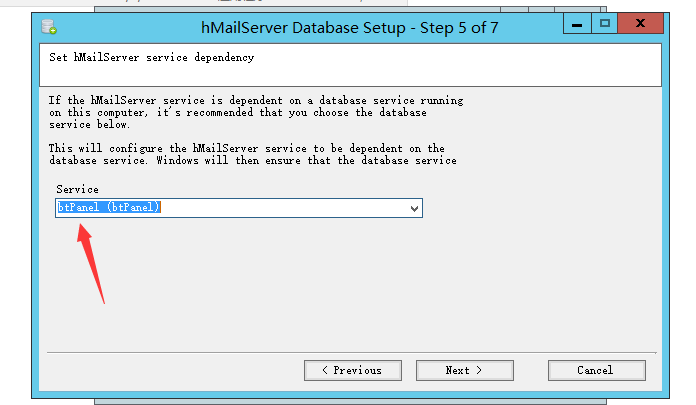 hMailServer Database Setup - Step 5 of 7
Set hMailServer service dependency
If the hMailServer service is dependent on a database service running
on this computer, it's recommended that you choose the database
service below.
This will configure the hMailServer service to be dependent on the
database service. Windows will then ensure that the database service
Service
btPanel (btPanel)
< Previous
Next >
Cancel